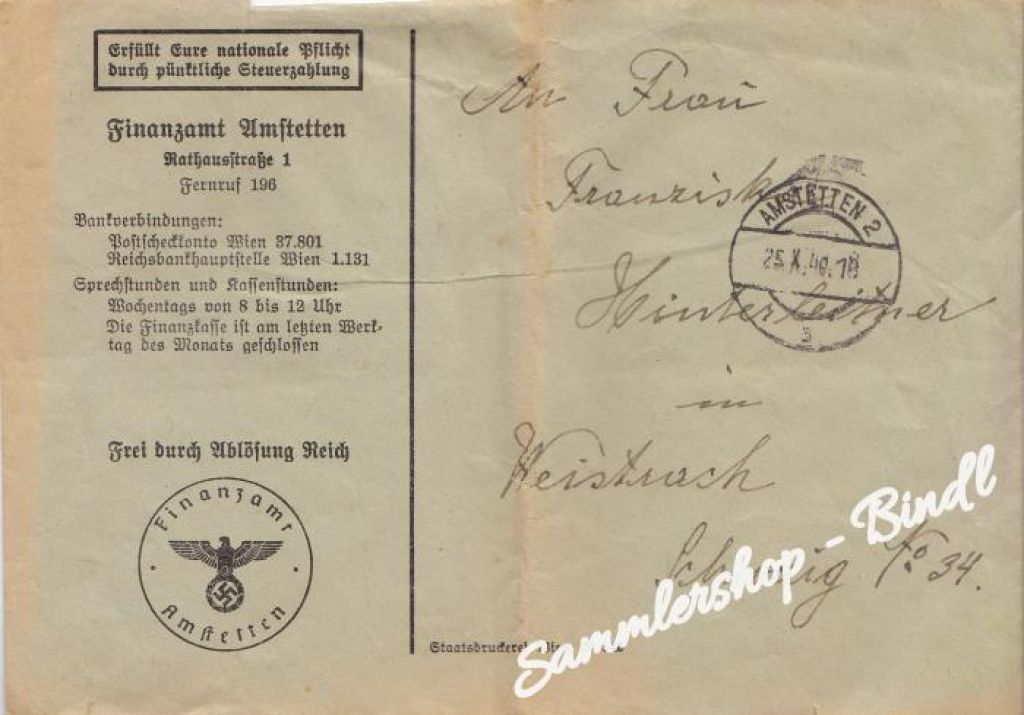 Erfüllt Eure nationale Pflicht
durch pünktliche Steuerzahlung
Finanzamt Amstetten
Rathausstraße 1
Fernruf 196
Bankverbindungen:
Postscheckkonto Wien 37.801
Reichsbankhauptstelle Wien 1.131
Sprechstunden und Kassenstunden:
Wochentags von 8 bis 12 Uhr
Die Finanzkasse ist am letzten Werk-
tag des Monats geschlossen
Frei durch Ablösung Reich
Finanzamt
Amstetten
An Frau
Franziska
Hinterleitner
in
Weistrach
No 34.
AMSTETTEN 2
25.X.40.18
Staatsdruckerei
Sammlershop - Bindl